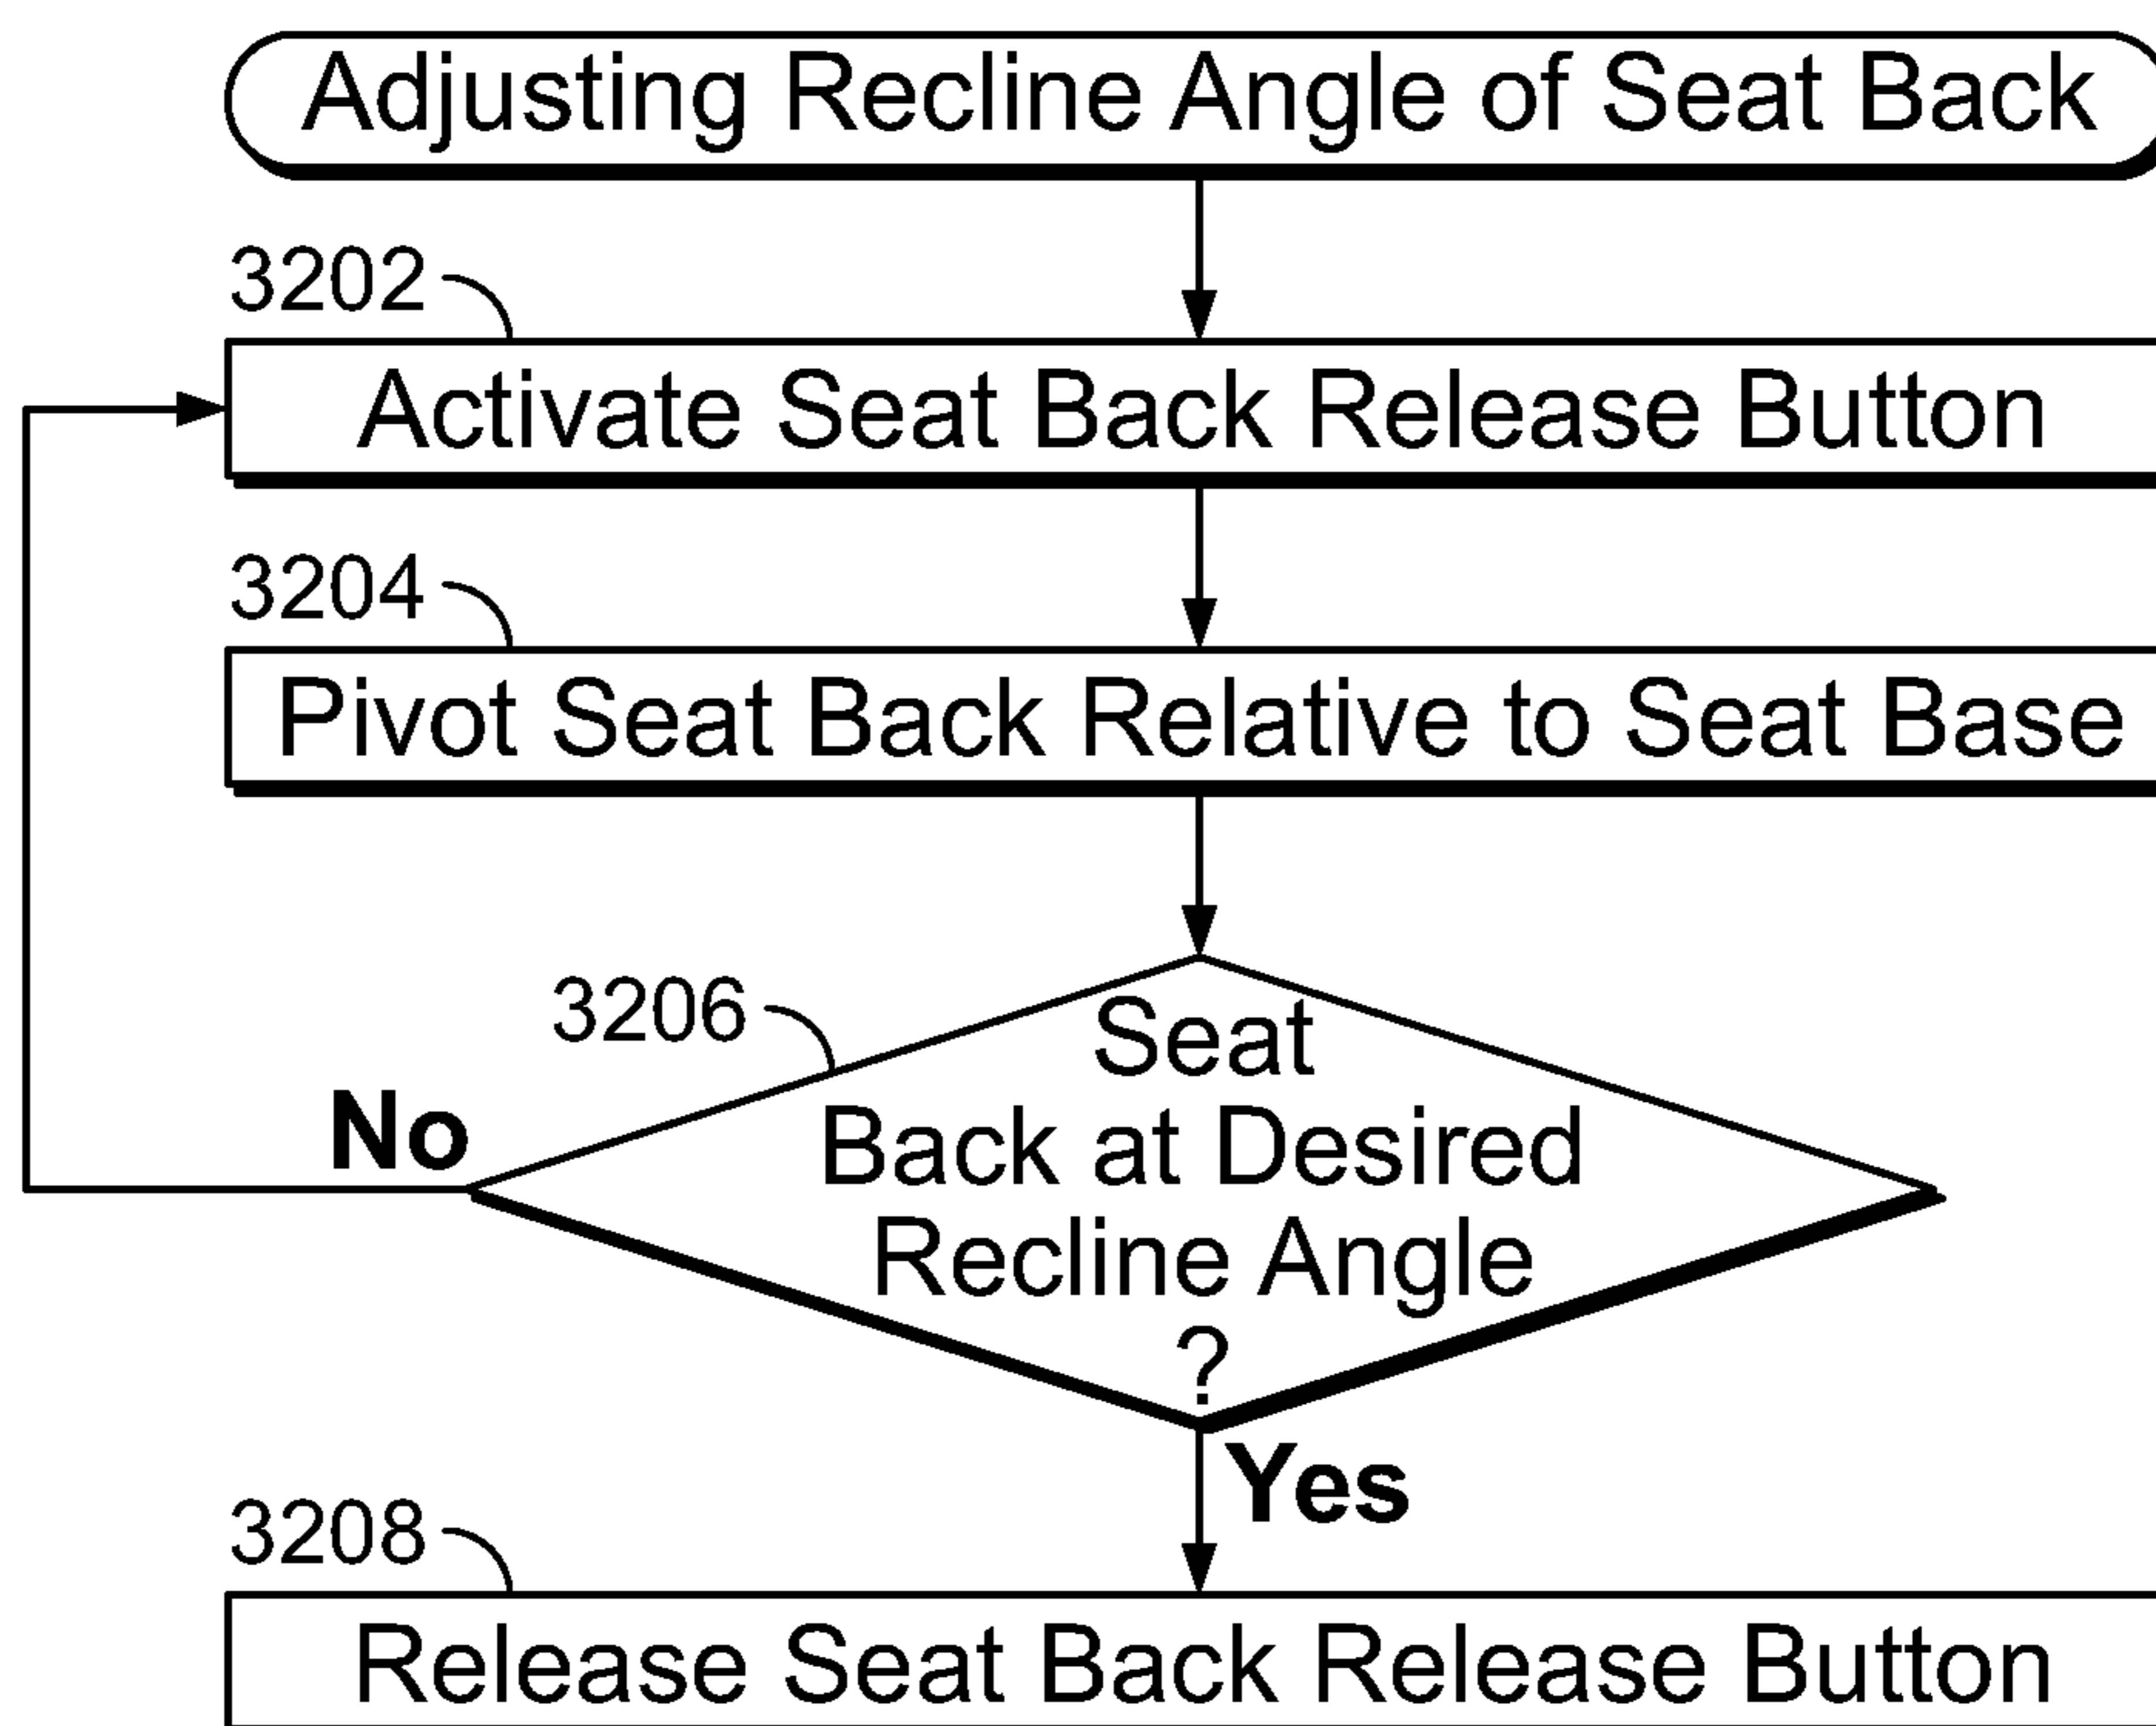 Adjusting Recline Angle of Seat Back
3202
Activate Seat Back Release Button
3204
Pivot Seat Back Relative to Seat Base
3206
Seat
Back at Desired
Recline Angle
?
No
Yes
3208
Release Seat Back Release Button